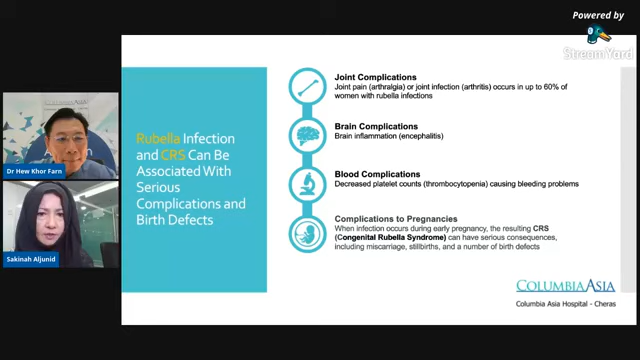 Powered by
StreamYard
Rubella Infection
and CRS Can Be
Associated With
Serious
Complications and
Birth Defects
Joint Complications
Joint pain (arthralgia) or joint infection (arthritis) occurs in up to 60% of
women with rubella infections
Brain Complications
Brain inflammation (encephalitis)
Blood Complications
Decreased platelet counts (thrombocytopenia) causing bleeding problems
Complications to Pregnancies
When infection occurs during early pregnancy, the resulting CRS
(Congenital Rubella Syndrome) can have serious consequences,
including miscarriage, stillbirths, and a number of birth defects
Dr Hew Khor Farn
Sakinah Aljunid
COLUMBIA ASIA
Columbia Asia Hospital - Cheras